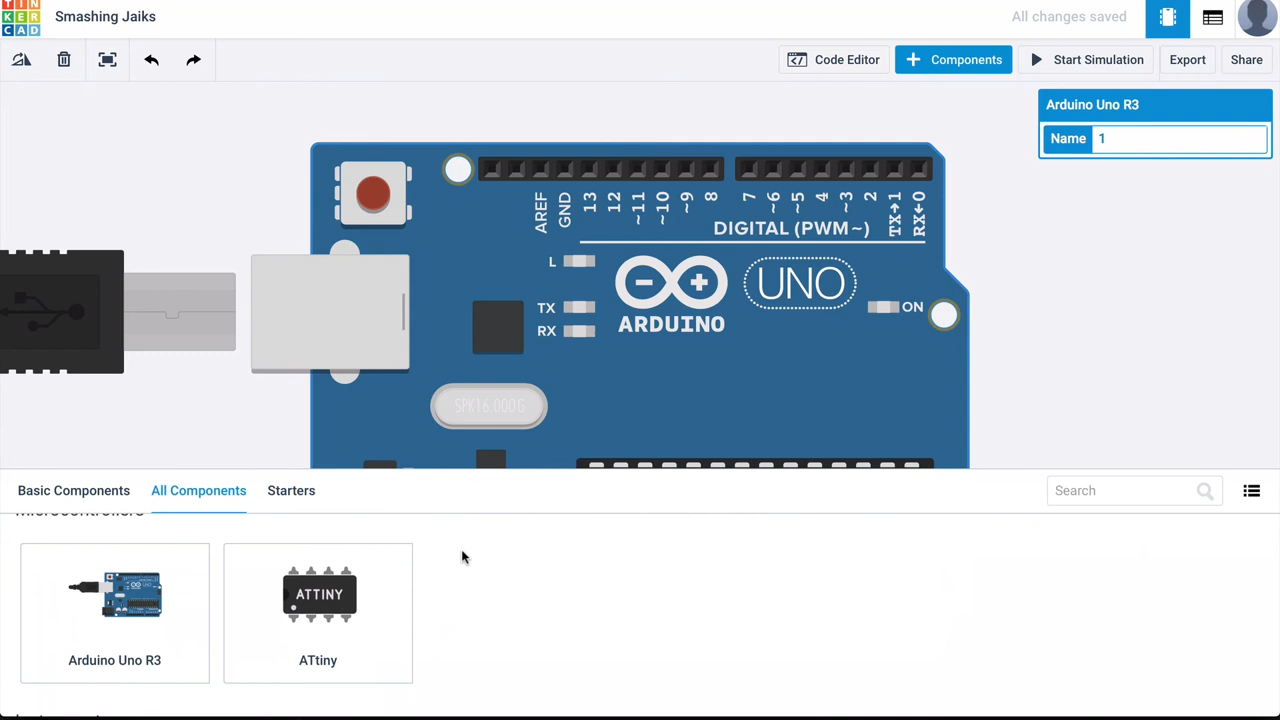 TIN
KER
CAD
Smashing Jaiks
All changes saved
Code Editor
Components
Start Simulation
Export
Share
Arduino Uno R3
Name
1
AREF
GND
13
12
~11
~10
~9
8
7
~6
~5
4
~3
2
TX→1
RX←0
DIGITAL (PWM~)
L
TX
RX
UNO
ARDUINO
ON
SPK16.000G
Basic Components
All Components
Starters
Search
Microcontrollers
ATTINY
Arduino Uno R3
ATtiny